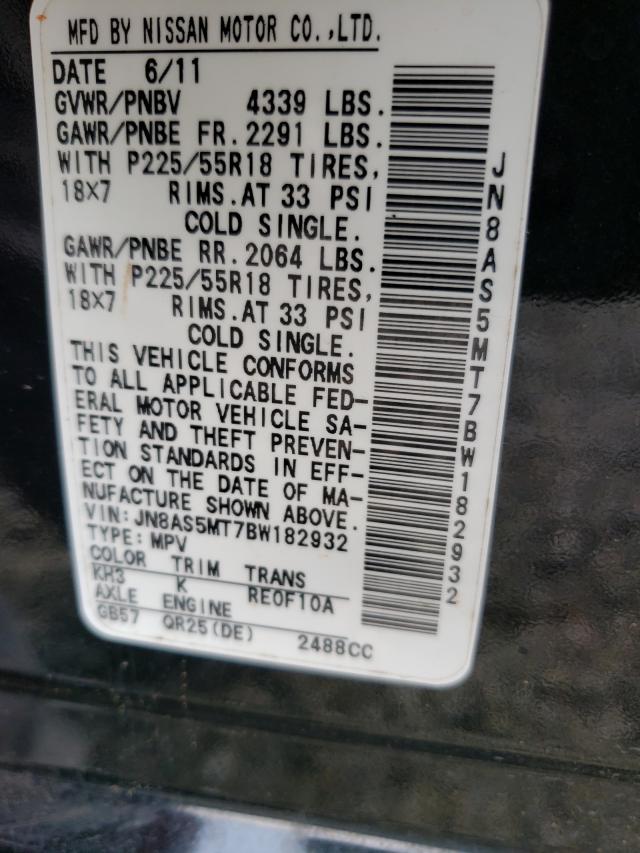 MFD BY NISSAN MOTOR CO.,LTD.
DATE 6/11
GVWR/PNBV 4339 LBS.
GAWR/PNBE FR.2291 LBS.
WITH P225/55R18 TIRES,
18X7 RIMS.AT 33 PSI
COLD SINGLE.
GAWR/PNBE RR.2064 LBS.
WITH P225/55R18 TIRES,
18X7 RIMS.AT 33 PSI
COLD SINGLE.
THIS VEHICLE CONFORMS
TO ALL APPLICABLE FED-
ERAL MOTOR VEHICLE SA-
FETY AND THEFT PREVEN-
TION STANDARDS IN EFF-
ECT ON THE DATE OF MA-
NUFACTURE SHOWN ABOVE.
VIN:JN8AS5MT7BW182932
TYPE:MPV
COLOR TRIM TRANS
KH3 K RE0F10A
AXLE ENGINE
GB57 QR25(DE) 2488CC
JN8AS5MT7BW182932